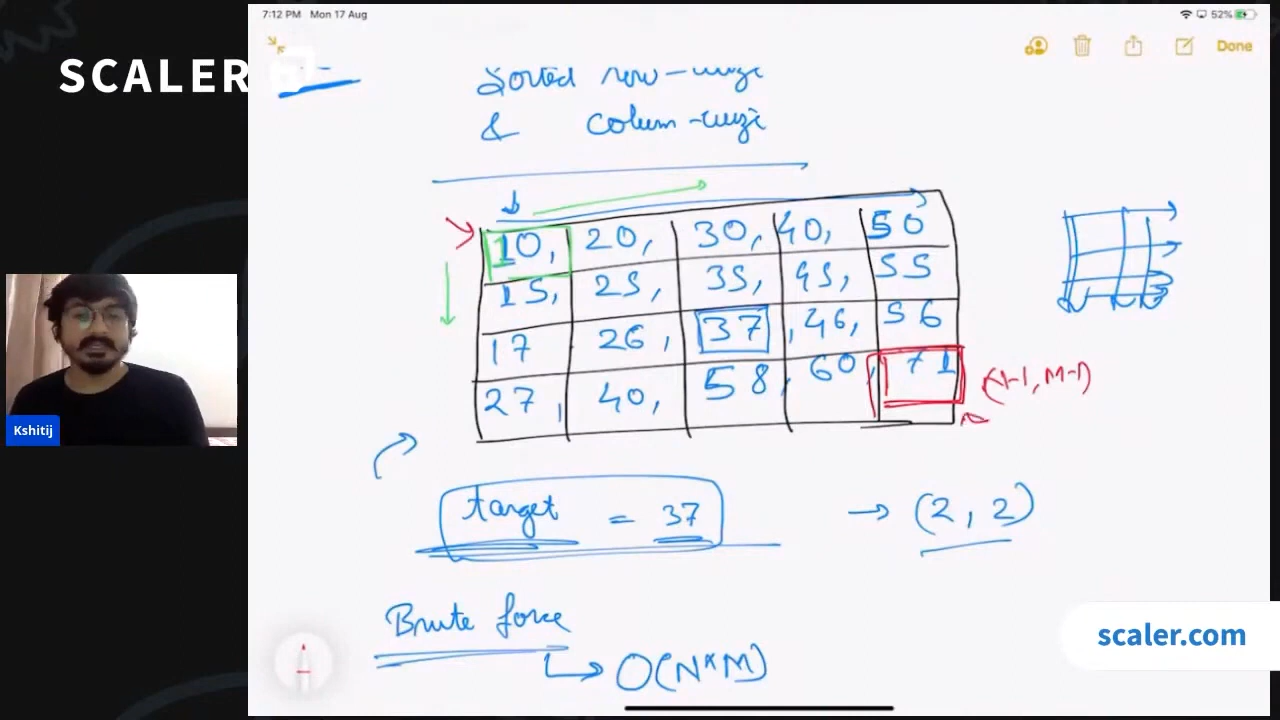 7:12 PM Mon 17 Aug
52%
Done
SCALER
Sorted row-wise
& colum-wise
10, 20, 30, 40, 50
15, 25, 35, 45, 55
17 26, 37, 46, 56
27, 40, 58, 60, 71
(N-1, M-1)
Kshitij
target = 37 → (2, 2)
Brute force
scaler.com
O(N*M)